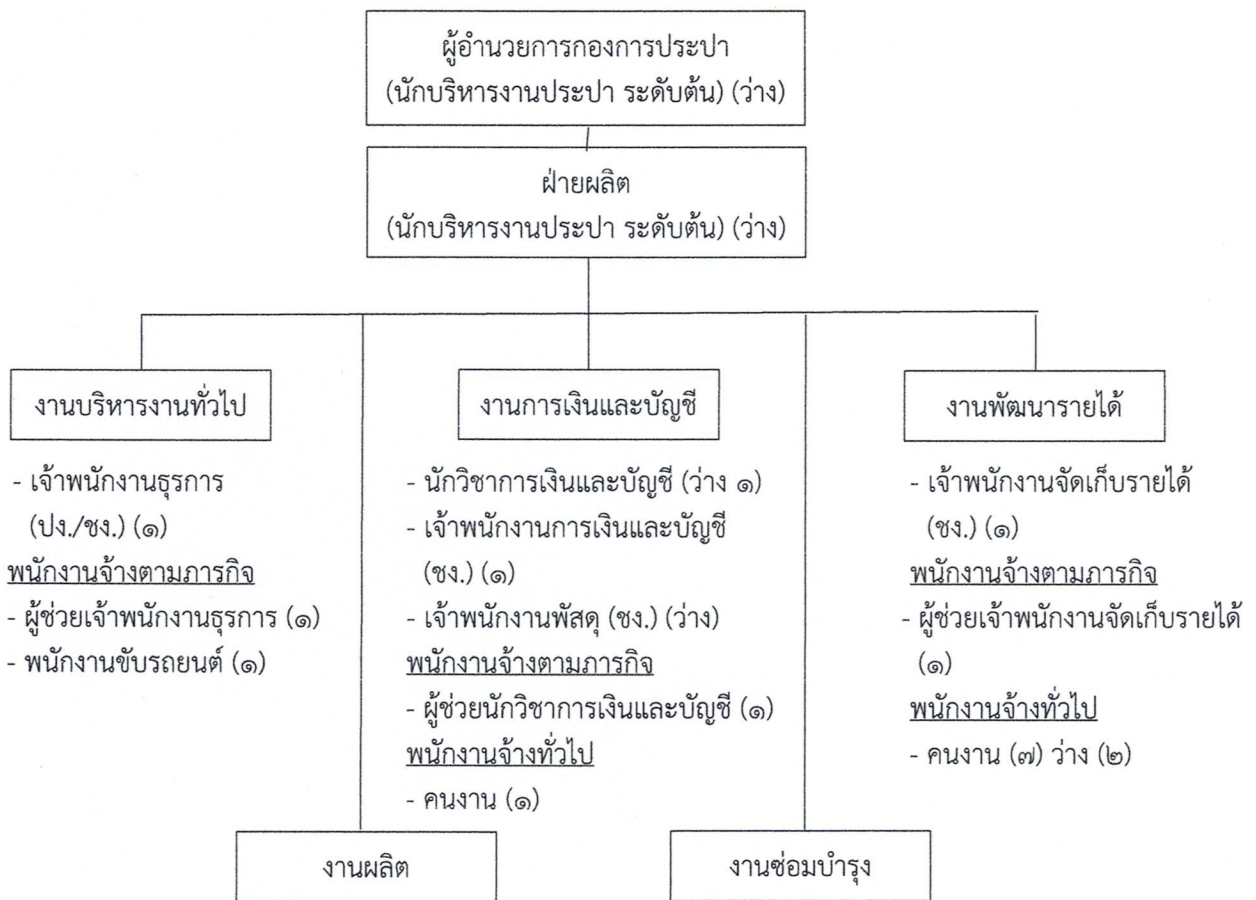 ผู้อำนวยการกองการประปา
(นักบริหารงานประปา ระดับต้น) (ว่าง)
ฝ่ายผลิต
(นักบริหารงานประปา ระดับต้น) (ว่าง)
งานบริหารงานทั่วไป
- เจ้าพนักงานธุรการ
(ปง./ชง.) (๑)
พนักงานจ้างตามภารกิจ
- ผู้ช่วยเจ้าพนักงานธุรการ (๑)
- พนักงานขับรถยนต์ (๑)
งานการเงินและบัญชี
- นักวิชาการเงินและบัญชี (ว่าง ๑)
- เจ้าพนักงานการเงินและบัญชี
(ชง.) (๑)
- เจ้าพนักงานพัสดุ (ชง.) (ว่าง)
พนักงานจ้างตามภารกิจ
- ผู้ช่วยนักวิชาการเงินและบัญชี (๑)
พนักงานจ้างทั่วไป
- คนงาน (๑)
งานพัฒนารายได้
- เจ้าพนักงานจัดเก็บรายได้
(ชง.) (๑)
พนักงานจ้างตามภารกิจ
- ผู้ช่วยเจ้าพนักงานจัดเก็บรายได้
(๑)
พนักงานจ้างทั่วไป
- คนงาน (๗) ว่าง (๒)
งานผลิต
งานซ่อมบำรุง